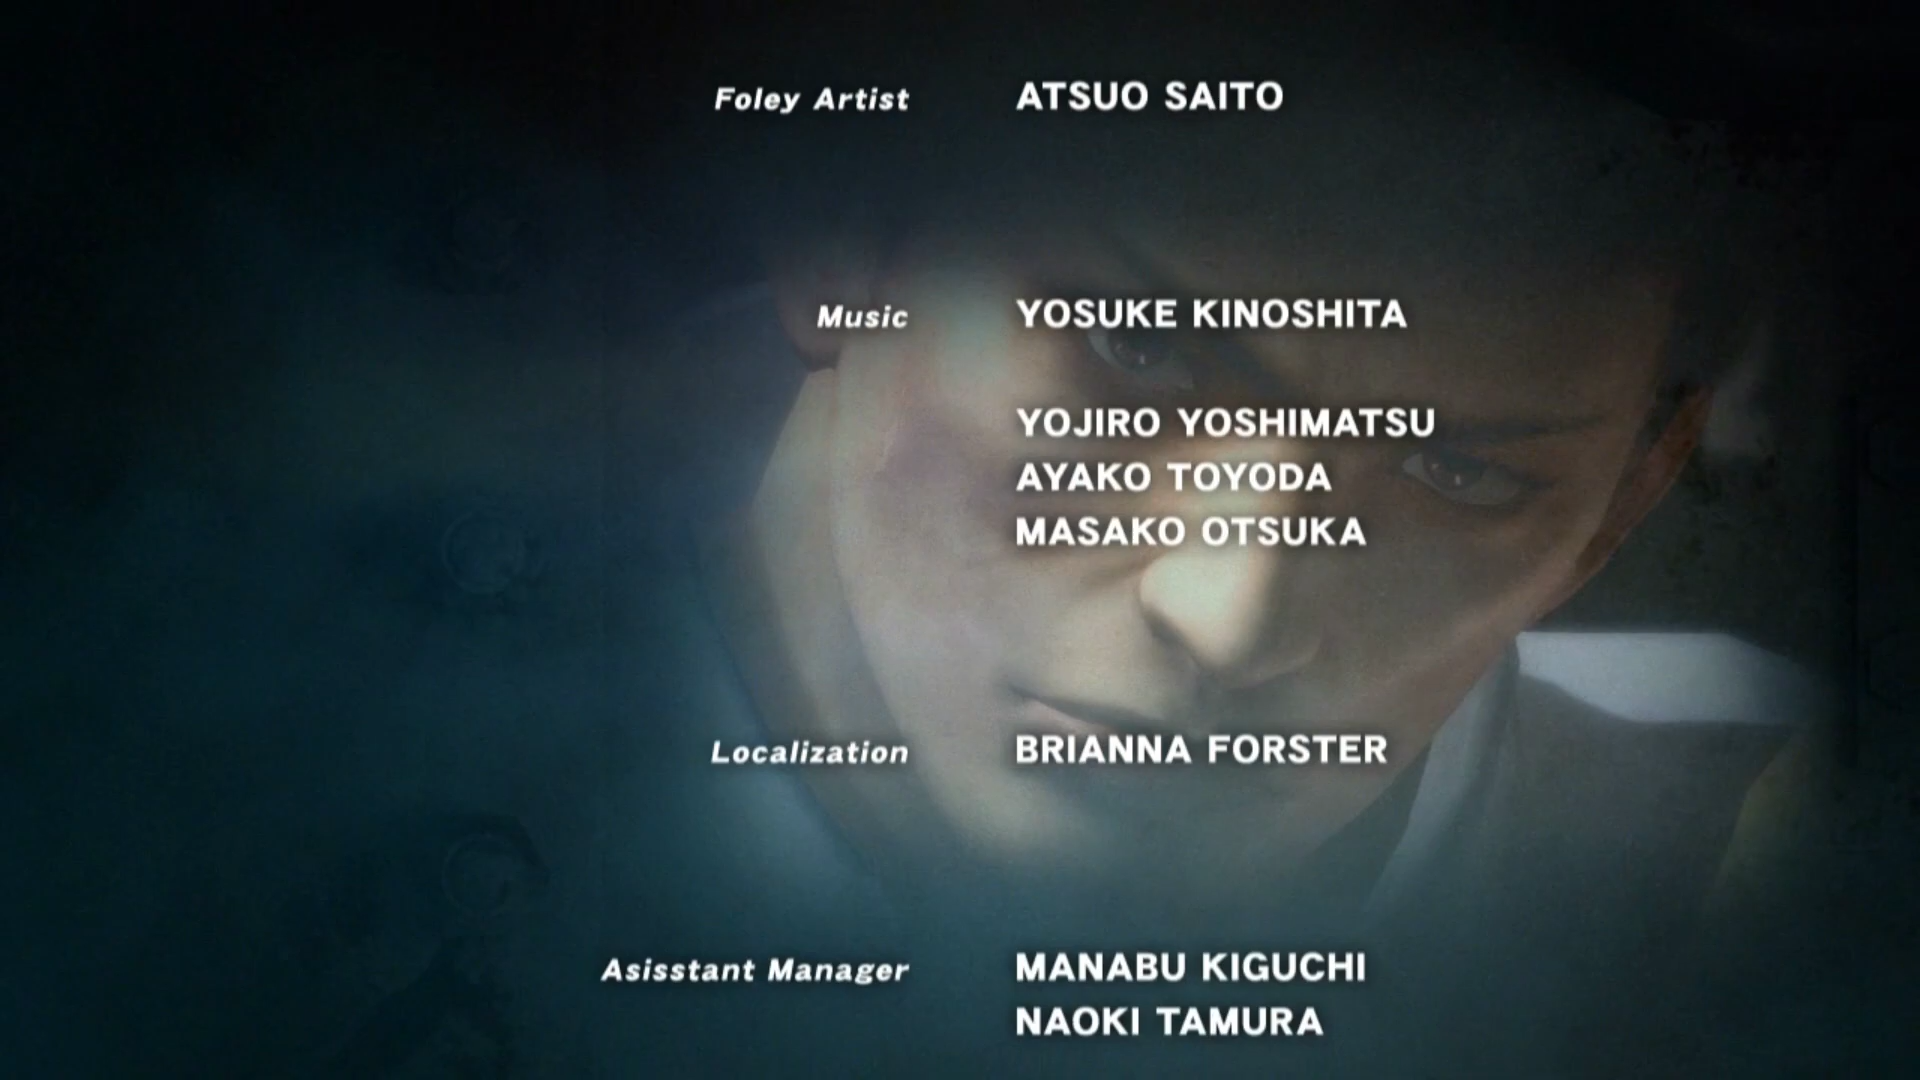 Foley Artist ATSUO SAITO
Music YOSUKE KINOSHITA
YOJIRO YOSHIMATSU
AYAKO TOYODA
MASAKO OTSUKA
Localization BRIANNA FORSTER
Asisstant Manager MANABU KIGUCHI
NAOKI TAMURA